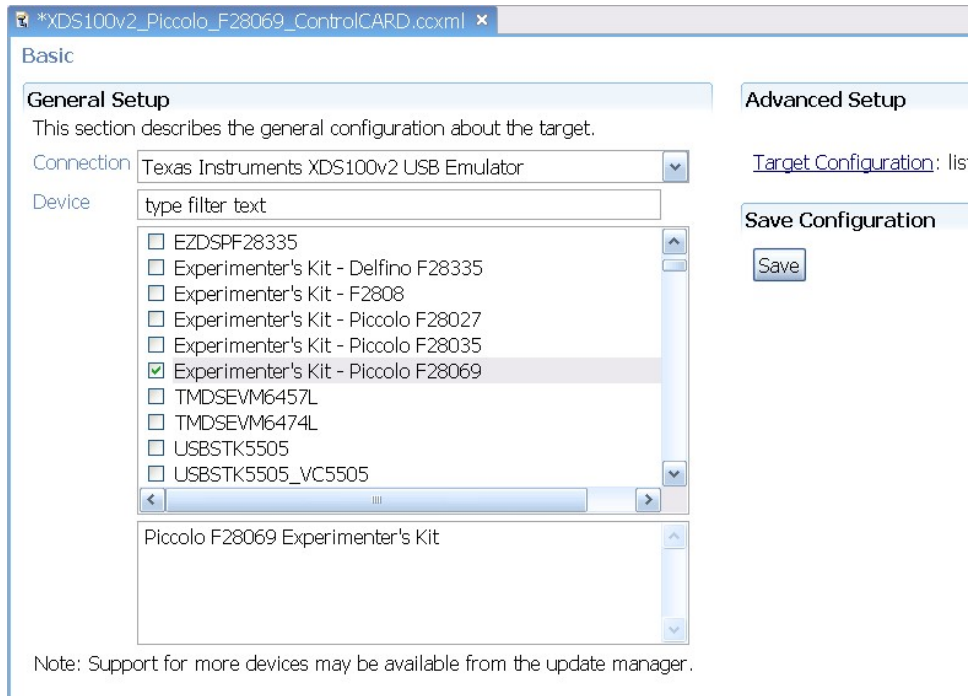 *XDS100v2_Piccolo_F28069_ControlCARD.ccxml
Basic
General Setup
This section describes the general configuration about the target.
Connection Texas Instruments XDS100v2 USB Emulator
Device type filter text
EZDSPF28335
Experimenter's Kit - Delfino F28335
Experimenter's Kit - F2808
Experimenter's Kit - Piccolo F28027
Experimenter's Kit - Piccolo F28035
Experimenter's Kit - Piccolo F28069
TMDSEVM6457L
TMDSEVM6474L
USBSTK5505
USBSTK5505_VC5505
Piccolo F28069 Experimenter's Kit
Note: Support for more devices may be available from the update manager.
Advanced Setup
Target Configuration: lis
Save Configuration
Save